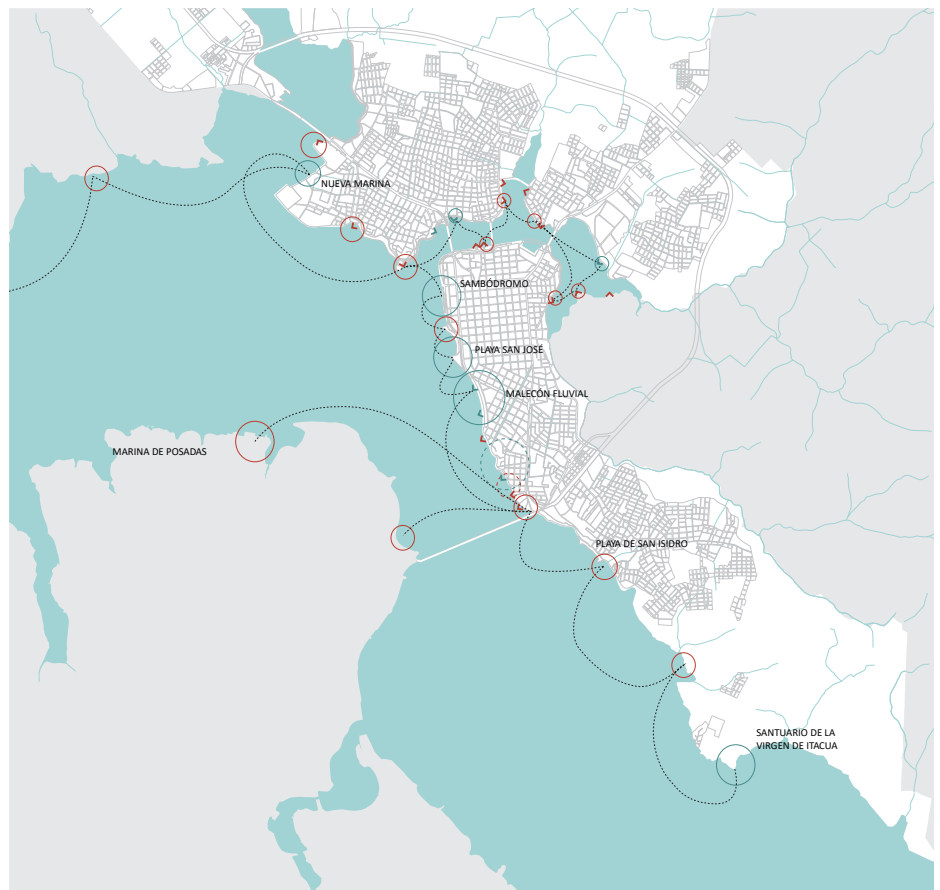 NUEVA MARINA
SAMBÓDROMO
PLAYA SAN JOSÉ
MALECÓN FLUVIAL
MARINA DE POSADAS
PLAYA DE SAN ISIDRO
SANTUARIO DE LA
VIRGEN DE ITACUA